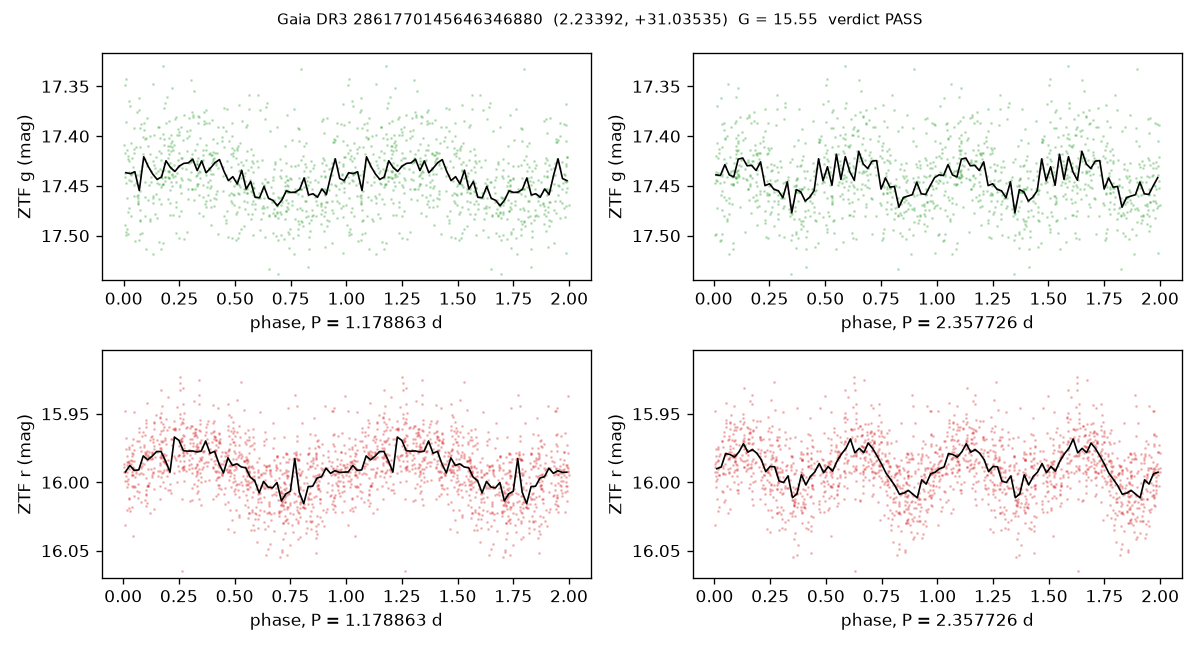 Gaia DR3 2861770145646346880  (2.23392, +31.03535)  G = 15.55  verdict PASS
ZTF g (mag)
17.35
17.40
17.45
17.50
0.00 0.25 0.50 0.75 1.00 1.25 1.50 1.75 2.00
phase, P = 1.178863 d
ZTF g (mag)
17.35
17.40
17.45
17.50
0.00 0.25 0.50 0.75 1.00 1.25 1.50 1.75 2.00
phase, P = 2.357726 d
ZTF r (mag)
15.95
16.00
16.05
0.00 0.25 0.50 0.75 1.00 1.25 1.50 1.75 2.00
phase, P = 1.178863 d
ZTF r (mag)
15.95
16.00
16.05
0.00 0.25 0.50 0.75 1.00 1.25 1.50 1.75 2.00
phase, P = 2.357726 d